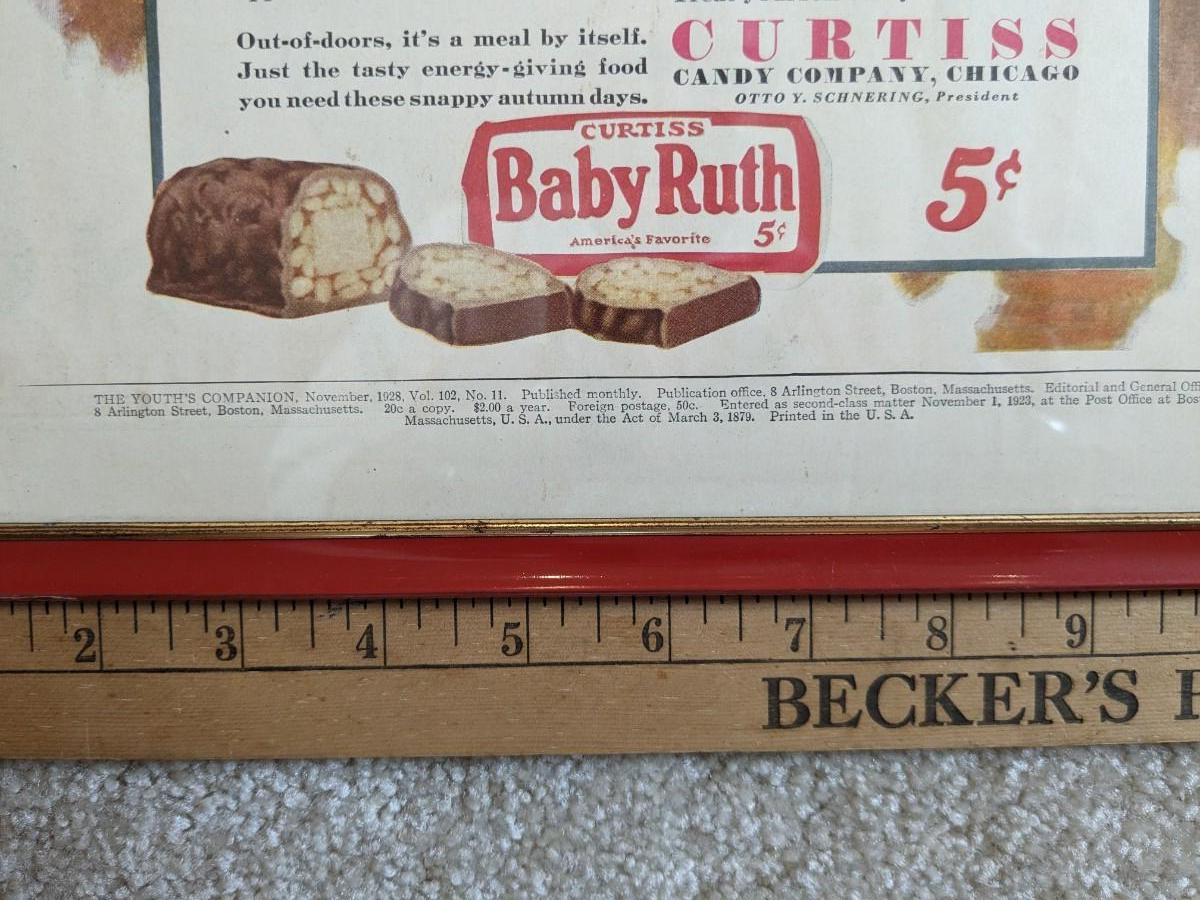 Out-of-doors, it's a meal by itself.
Just the tasty energy-giving food
you need these snappy autumn days.
CURTISS
CANDY COMPANY, CHICAGO
OTTO Y. SCHNERING, President
CURTISS
Baby Ruth
America's Favorite 5¢
5¢
THE YOUTH'S COMPANION, November, 1928, Vol. 102, No. 11. Published monthly. Publication office, 8 Arlington Street, Boston, Massachusetts. Editorial and General
8 Arlington Street, Boston, Massachusetts. 20c a copy. $2.00 a year. Foreign postage, 50c. Entered as second-class matter November 1, 1923, at the Post Office at
Massachusetts, U. S. A., under the Act of March 3, 1879. Printed in the U. S. A.
2 3 4 5 6 7 8 9
BECKER'S